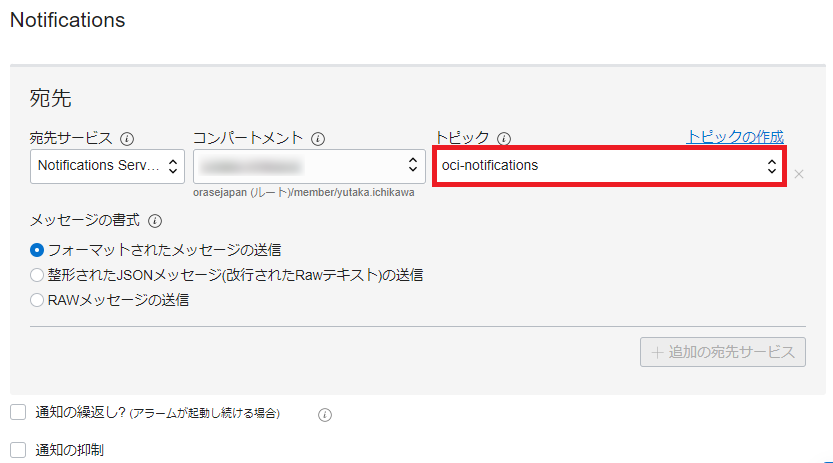 Notifications
宛先
宛先サービス コンパートメント トピック トピックの作成
Notifications Serv… oci-notifications
orasejapan (ルート)/member/yutaka.ichikawa
メッセージの書式
フォーマットされたメッセージの送信
整形されたJSONメッセージ(改行されたRawテキスト)の送信
RAWメッセージの送信
+ 追加の宛先サービス
通知の繰返し? (アラームが起動し続ける場合)
通知の抑制